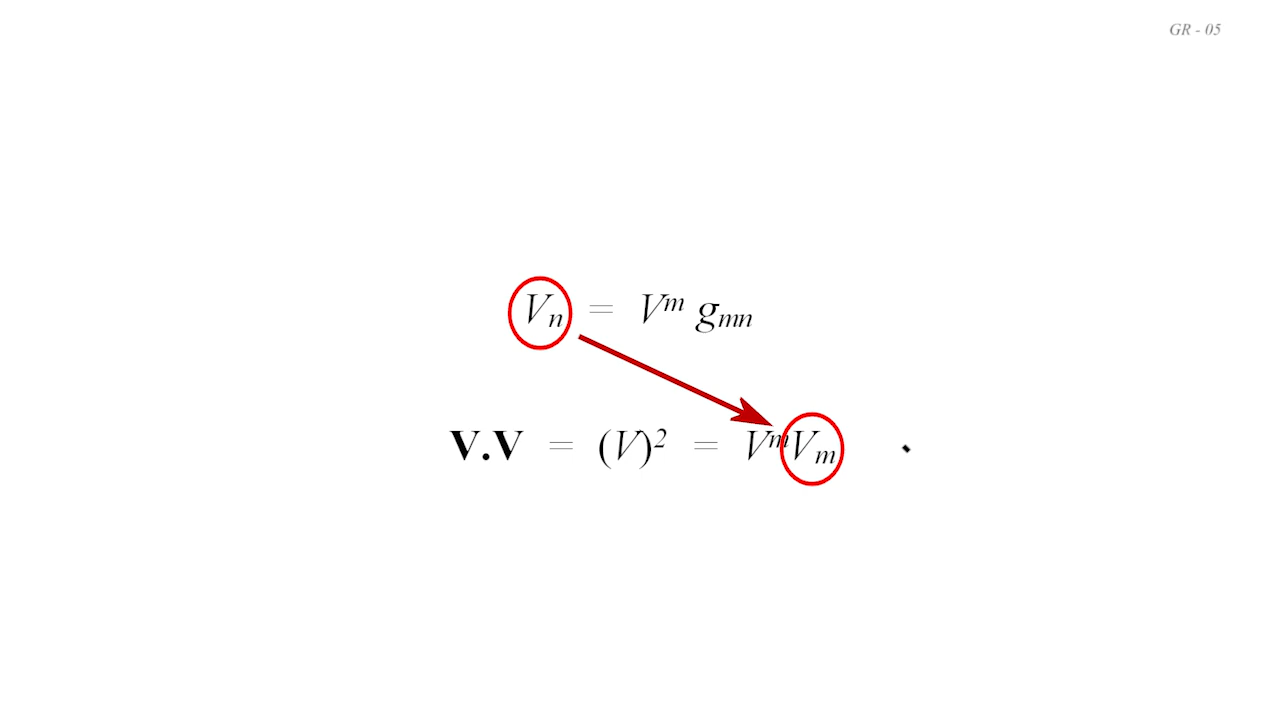 GR - 05
Vₙ = Vᵐ gₘₙ
V.V = (V)² = VᵐVₘ